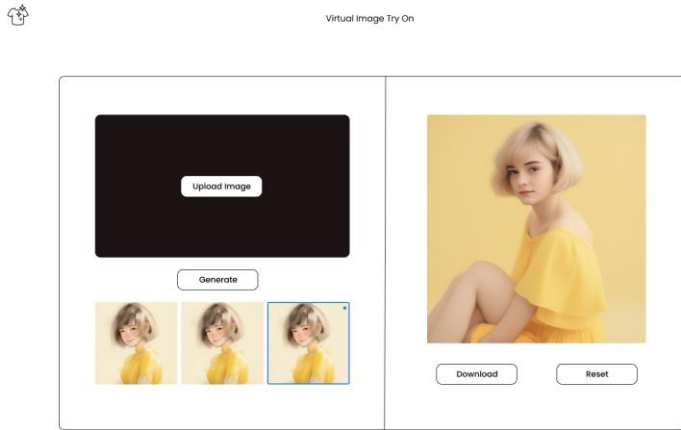 Virtual Image Try On
Upload Image
Generate
Download
Reset